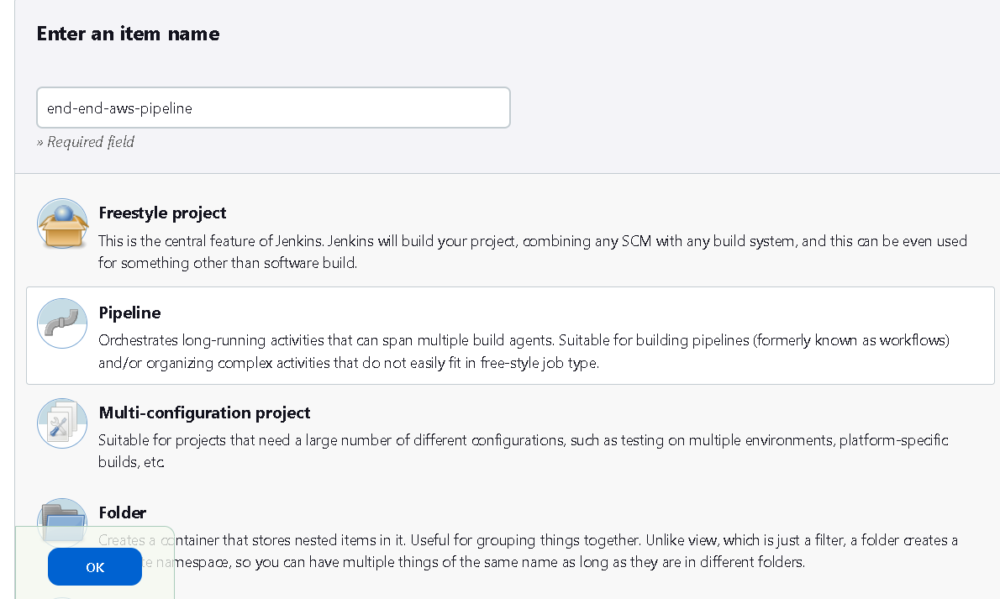 Enter an item name
end-end-aws-pipeline
» Required field
Freestyle project
This is the central feature of Jenkins. Jenkins will build your project, combining any SCM with any build system, and this can be even used
for something other than software build.
Pipeline
Orchestrates long-running activities that can span multiple build agents. Suitable for building pipelines (formerly known as workflows)
and/or organizing complex activities that do not easily fit in free-style job type.
Multi-configuration project
Suitable for projects that need a large number of different configurations, such as testing on multiple environments, platform-specific
builds, etc.
Folder
Creates a container that stores nested items in it. Useful for grouping things together. Unlike view, which is just a filter, a folder creates a
namespace, so you can have multiple things of the same name as long as they are in different folders.
OK